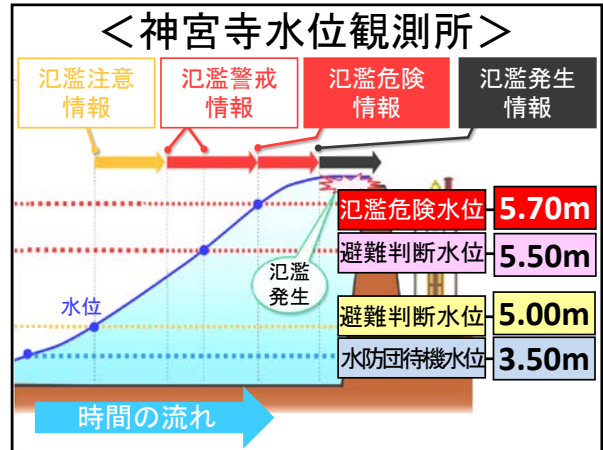 ＜神宮寺水位観測所＞
氾濫注意
情報
氾濫警戒
情報
氾濫危険
情報
氾濫発生
情報
氾濫危険水位
5.70m
避難判断水位
5.50m
氾濫
発生
水位
避難判断水位
5.00m
水防団待機水位
3.50m
時間の流れ